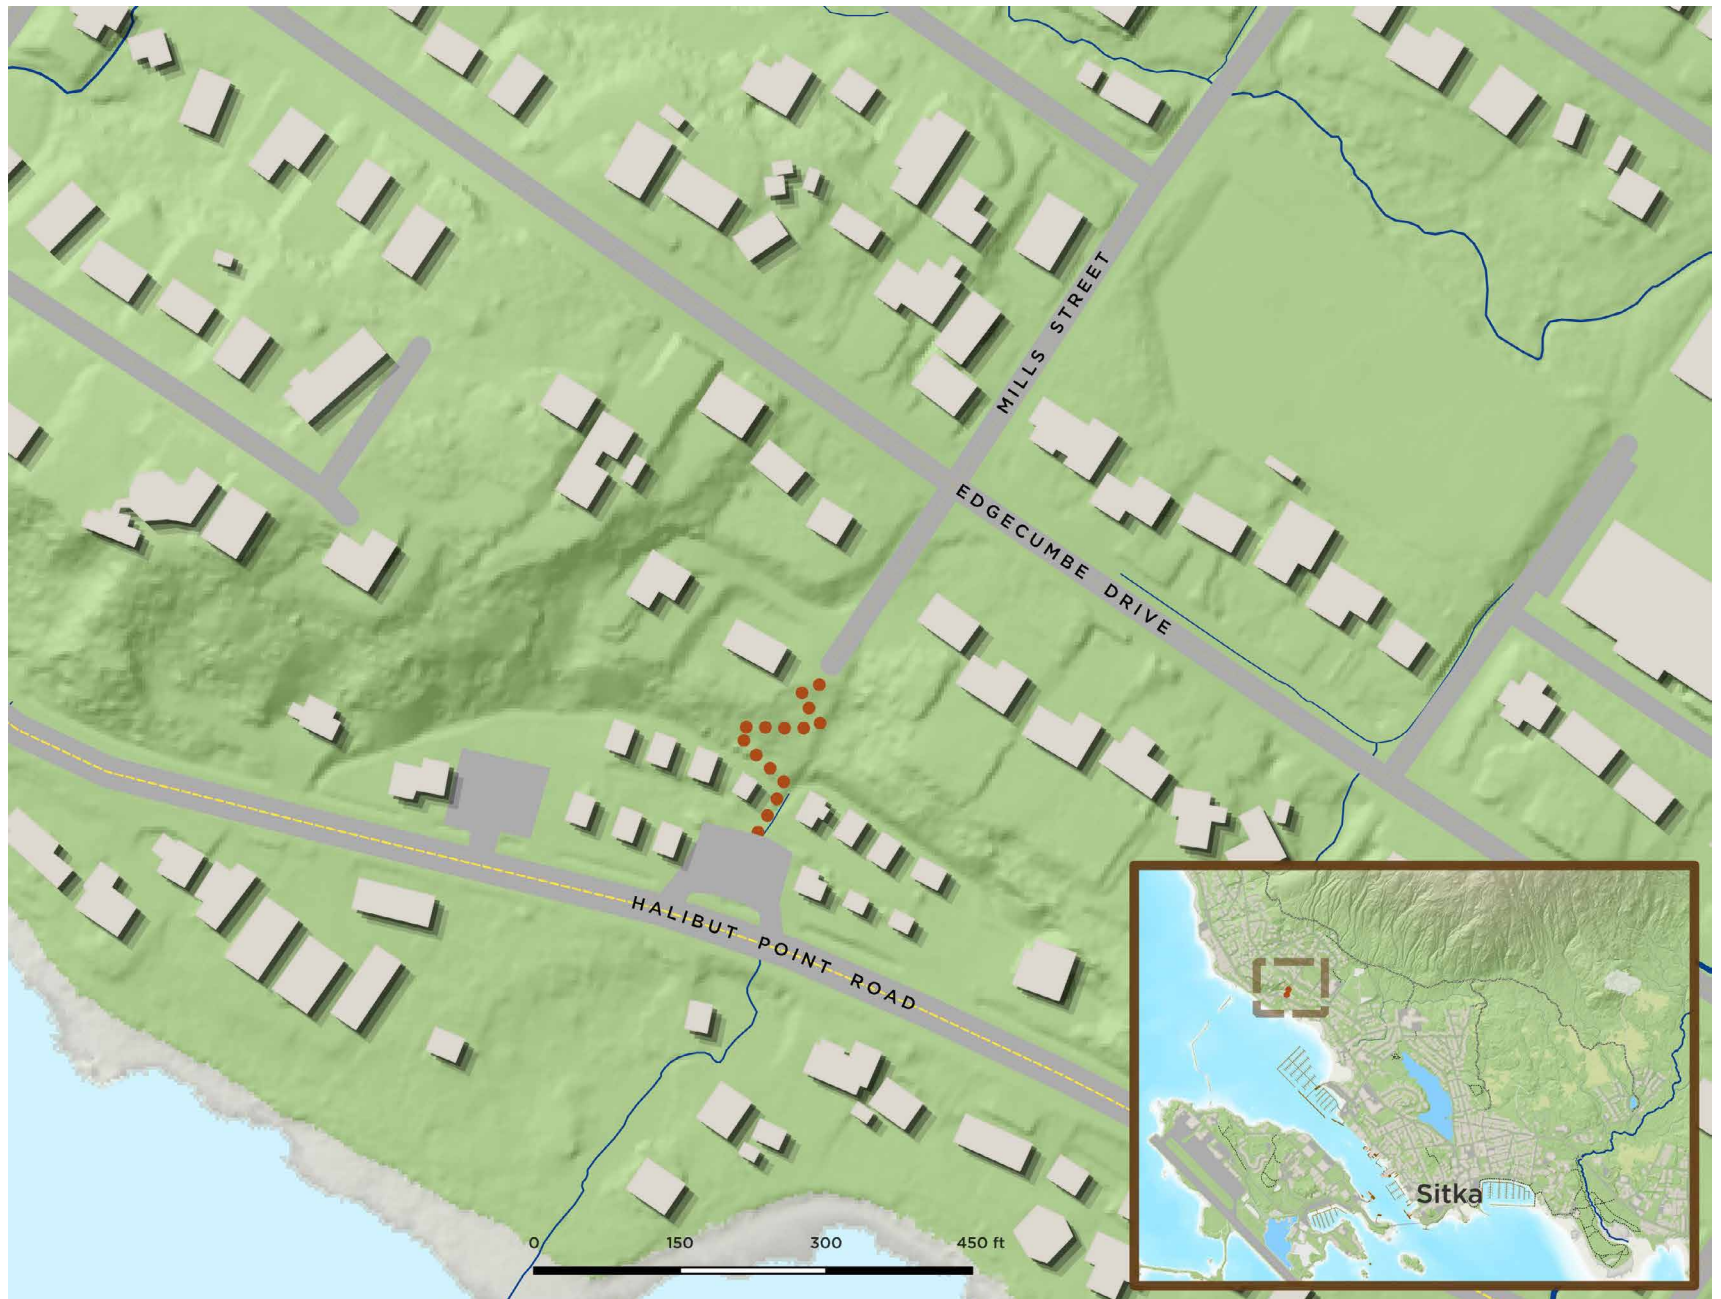 MILLS STREET
EDGECUMBE DRIVE
HALIBUT POINT ROAD
Sitka
0 150 300 450 ft